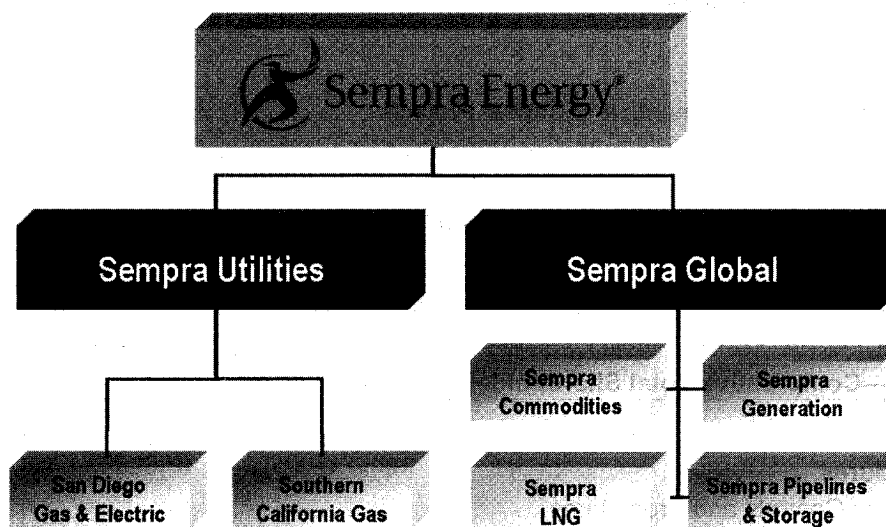 Sempra Energy®
Sempra Utilities
Sempra Global
Sempra
Commodities
Sempra
Generation
San Diego
Gas & Electric
Southern
California Gas
Sempra
LNG
Sempra Pipelines
& Storage